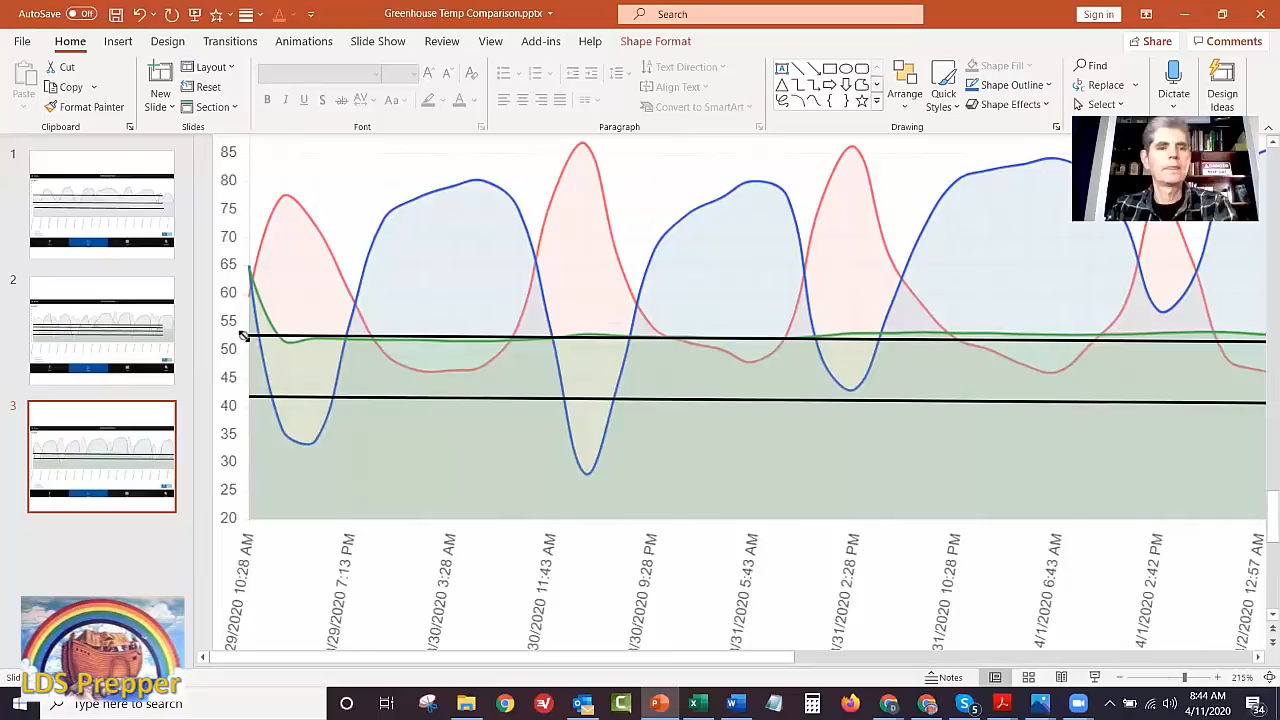 AutoSave Off
Greenhouse Temp Comparison.pptx
Search
Sign in
File Home Insert Design Transitions Animations Slide Show Review View Add-ins Help Shape Format
Share Comments
Paste
Cut
Copy
Format Painter
Clipboard
New Slide
Layout
Reset
Section
Slides
Font
Text Direction
Align Text
Convert to SmartArt
Paragraph
Arrange
Quick Styles
Shape Fill
Shape Outline
Shape Effects
Drawing
Find
Replace
Select
Dictate
Design Ideas
1
2
3
85
80
75
70
65
60
55
50
45
40
35
30
25
20
29/2020 10:28 AM
/29/2020 7:13 PM
/30/2020 3:28 AM
30/2020 11:43 AM
/30/2020 9:28 PM
/31/2020 5:43 AM
/31/2020 2:28 PM
31/2020 10:28 PM
4/1/2020 6:43 AM
4/1/2020 2:42 PM
/2/2020 12:57 AM
LDS Prepper
Slid
Notes
215%
Type here to search
8:44 AM
4/11/2020